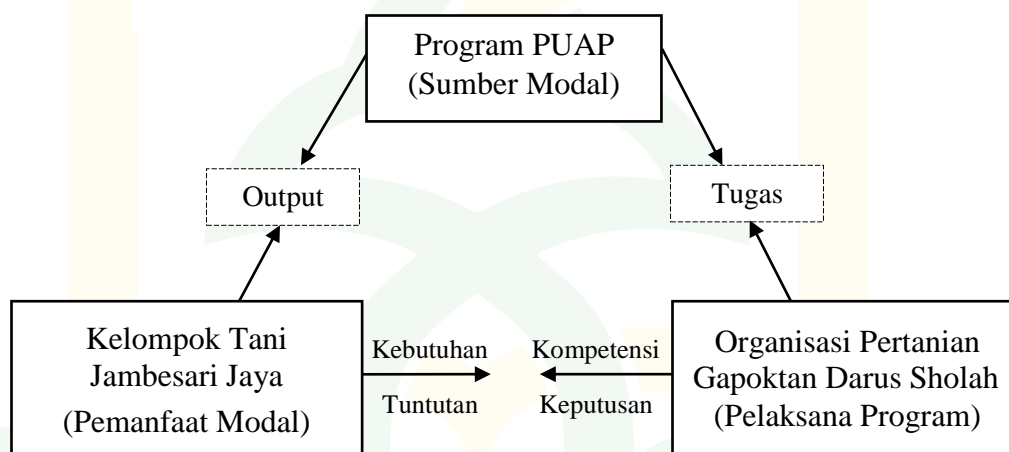 Program PUAP
(Sumber Modal)
Output
Tugas
Kelompok Tani
Jambesari Jaya
(Pemanfaat Modal)
Kebutuhan
Tuntutan
Kompetensi
Keputusan
Organisasi Pertanian
Gapoktan Darus Sholah
(Pelaksana Program)